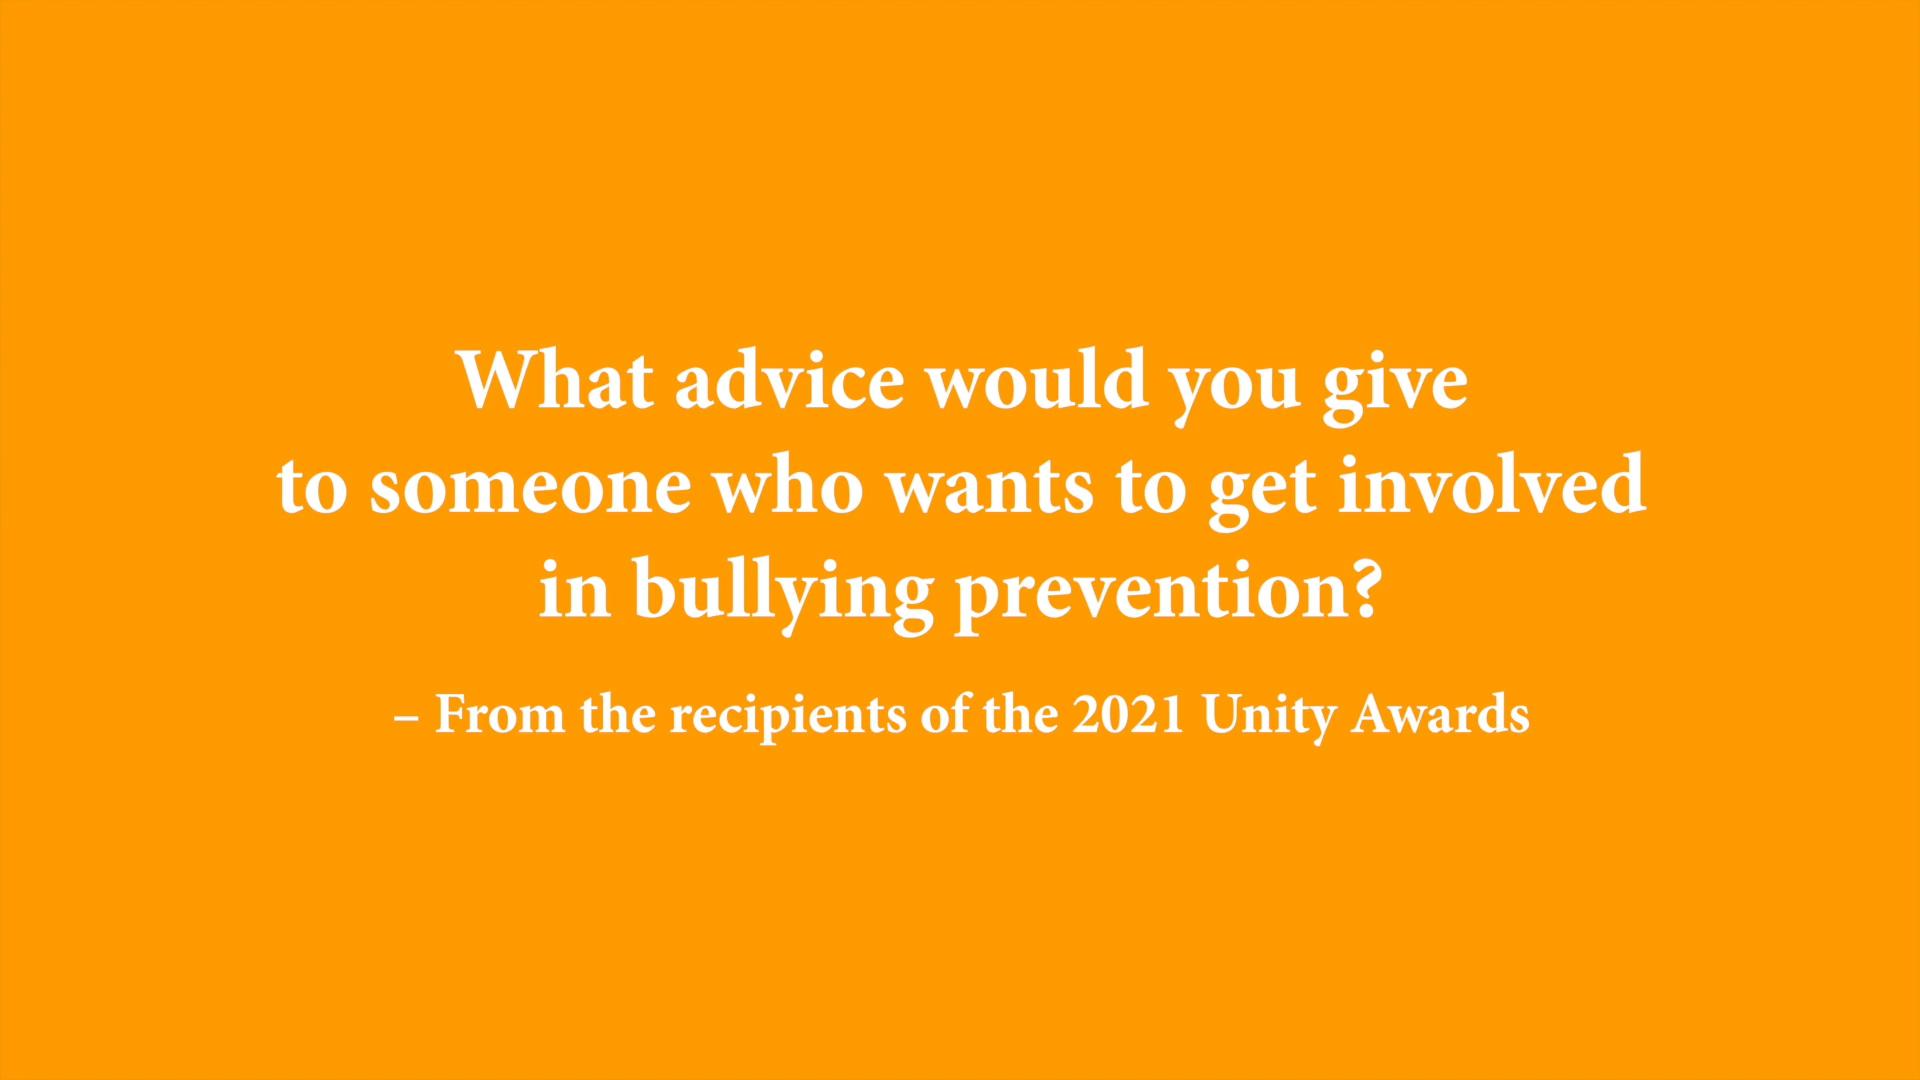 What advice would you give
to someone who wants to get involved
in bullying prevention?
– From the recipients of the 2021 Unity Awards